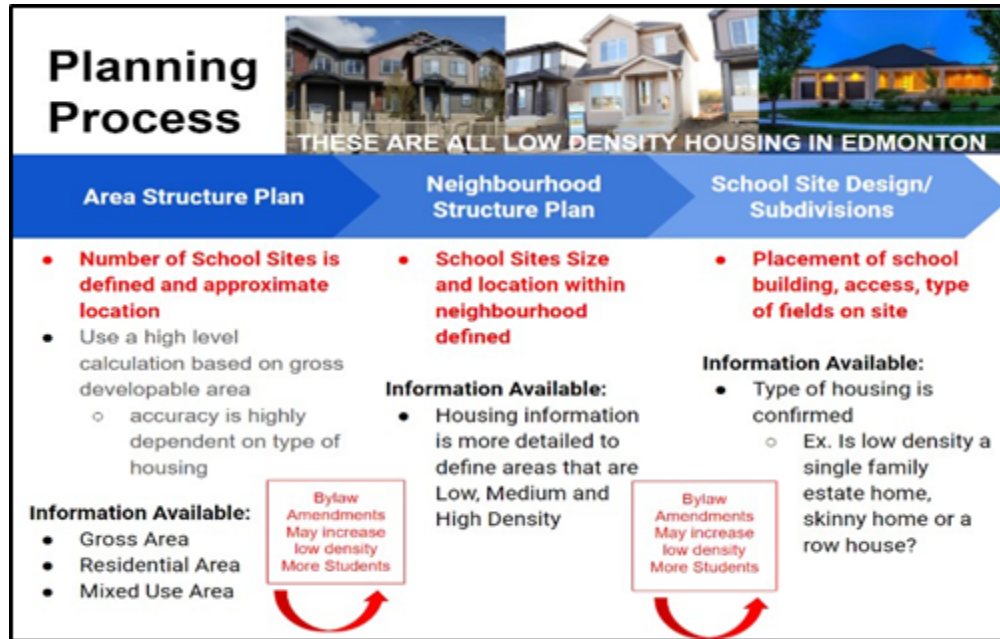 Planning
Process
THESE ARE ALL LOW DENSITY HOUSING IN EDMONTON
Area Structure Plan
Neighbourhood
Structure Plan
School Site Design/
Subdivisions
● Number of School Sites is
defined and approximate
location
● Use a high level
calculation based on gross
developable area
○ accuracy is highly
dependent on type of
housing
Information Available:
● Gross Area
● Residential Area
● Mixed Use Area
Bylaw
Amendments
May increase
low density
More Students
● School Sites Size
and location within
neighbourhood
defined
Information Available:
● Housing information
is more detailed to
define areas that are
Low, Medium and
High Density
Bylaw
Amendments
May increase
low density
More Students
● Placement of school
building, access, type
of fields on site
Information Available:
● Type of housing is
confirmed
○ Ex. Is low density a
single family
estate home,
skinny home or a
row house?